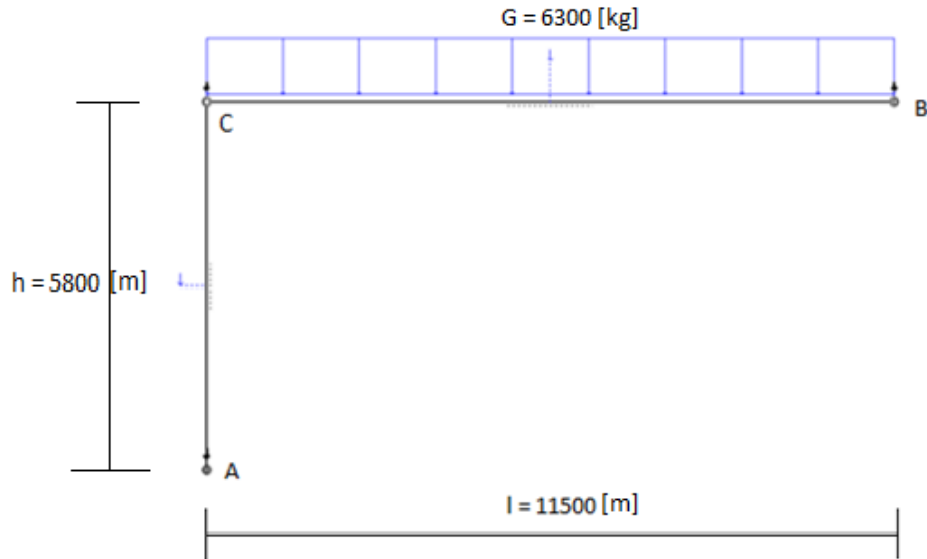 G = 6300 [kg]
C
B
h = 5800 [m]
A
l = 11500 [m]